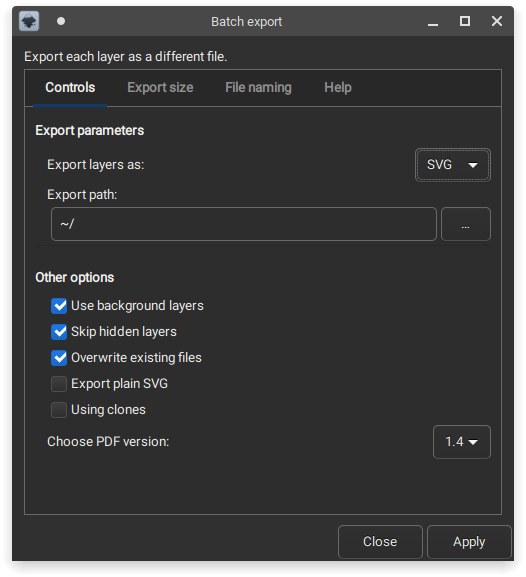 Batch export
Export each layer as a different file.
Controls Export size File naming Help
Export parameters
Export layers as: SVG
Export path:
~/ ...
Other options
Use background layers
Skip hidden layers
Overwrite existing files
Export plain SVG
Using clones
Choose PDF version: 1.4
Close Apply